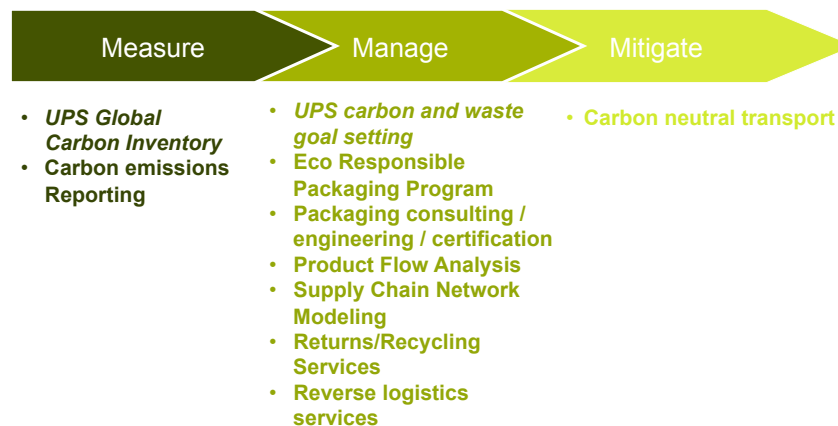 Measure
Manage
Mitigate
• UPS Global
Carbon Inventory
• Carbon emissions
Reporting
• UPS carbon and waste
goal setting
• Eco Responsible
Packaging Program
• Packaging consulting /
engineering / certification
• Product Flow Analysis
• Supply Chain Network
Modeling
• Returns/Recycling
Services
• Reverse logistics
services
• Carbon neutral transport